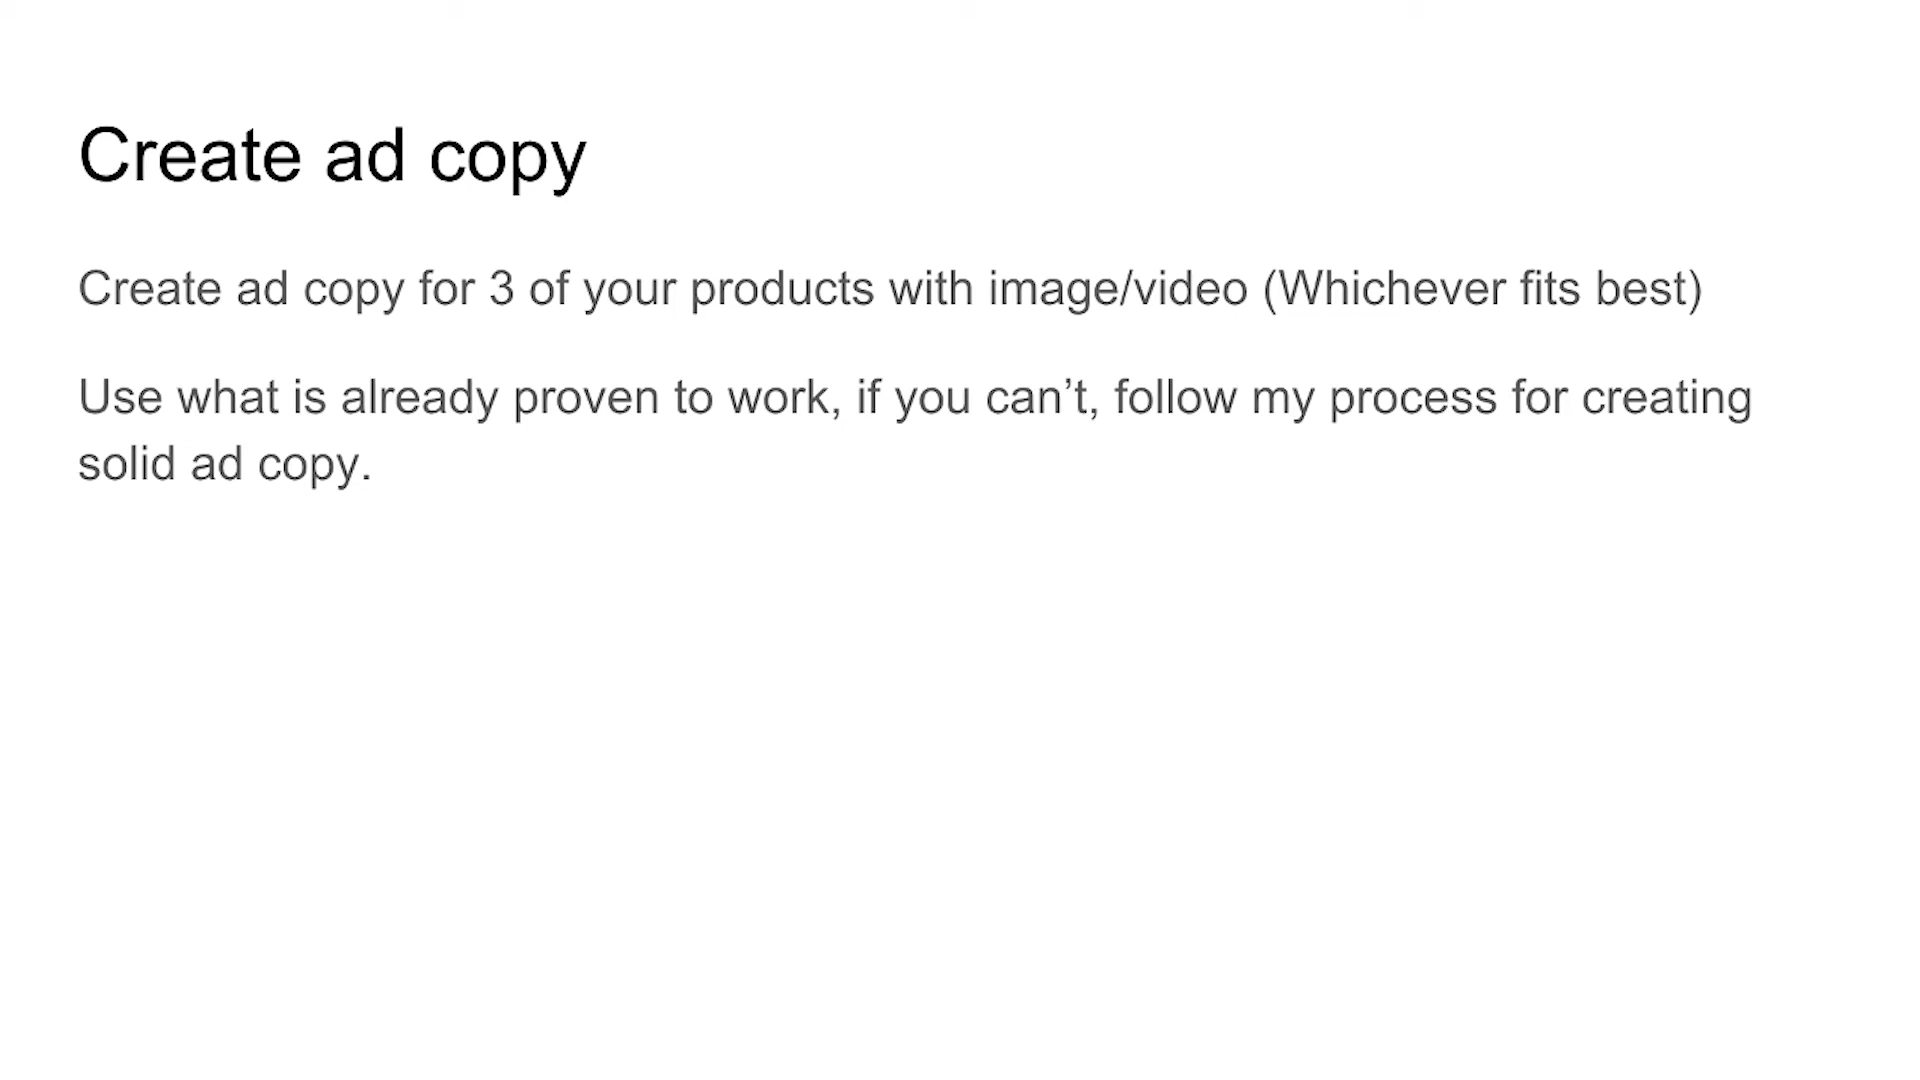 Create ad copy
Create ad copy for 3 of your products with image/video (Whichever fits best)
Use what is already proven to work, if you can’t, follow my process for creating
solid ad copy.